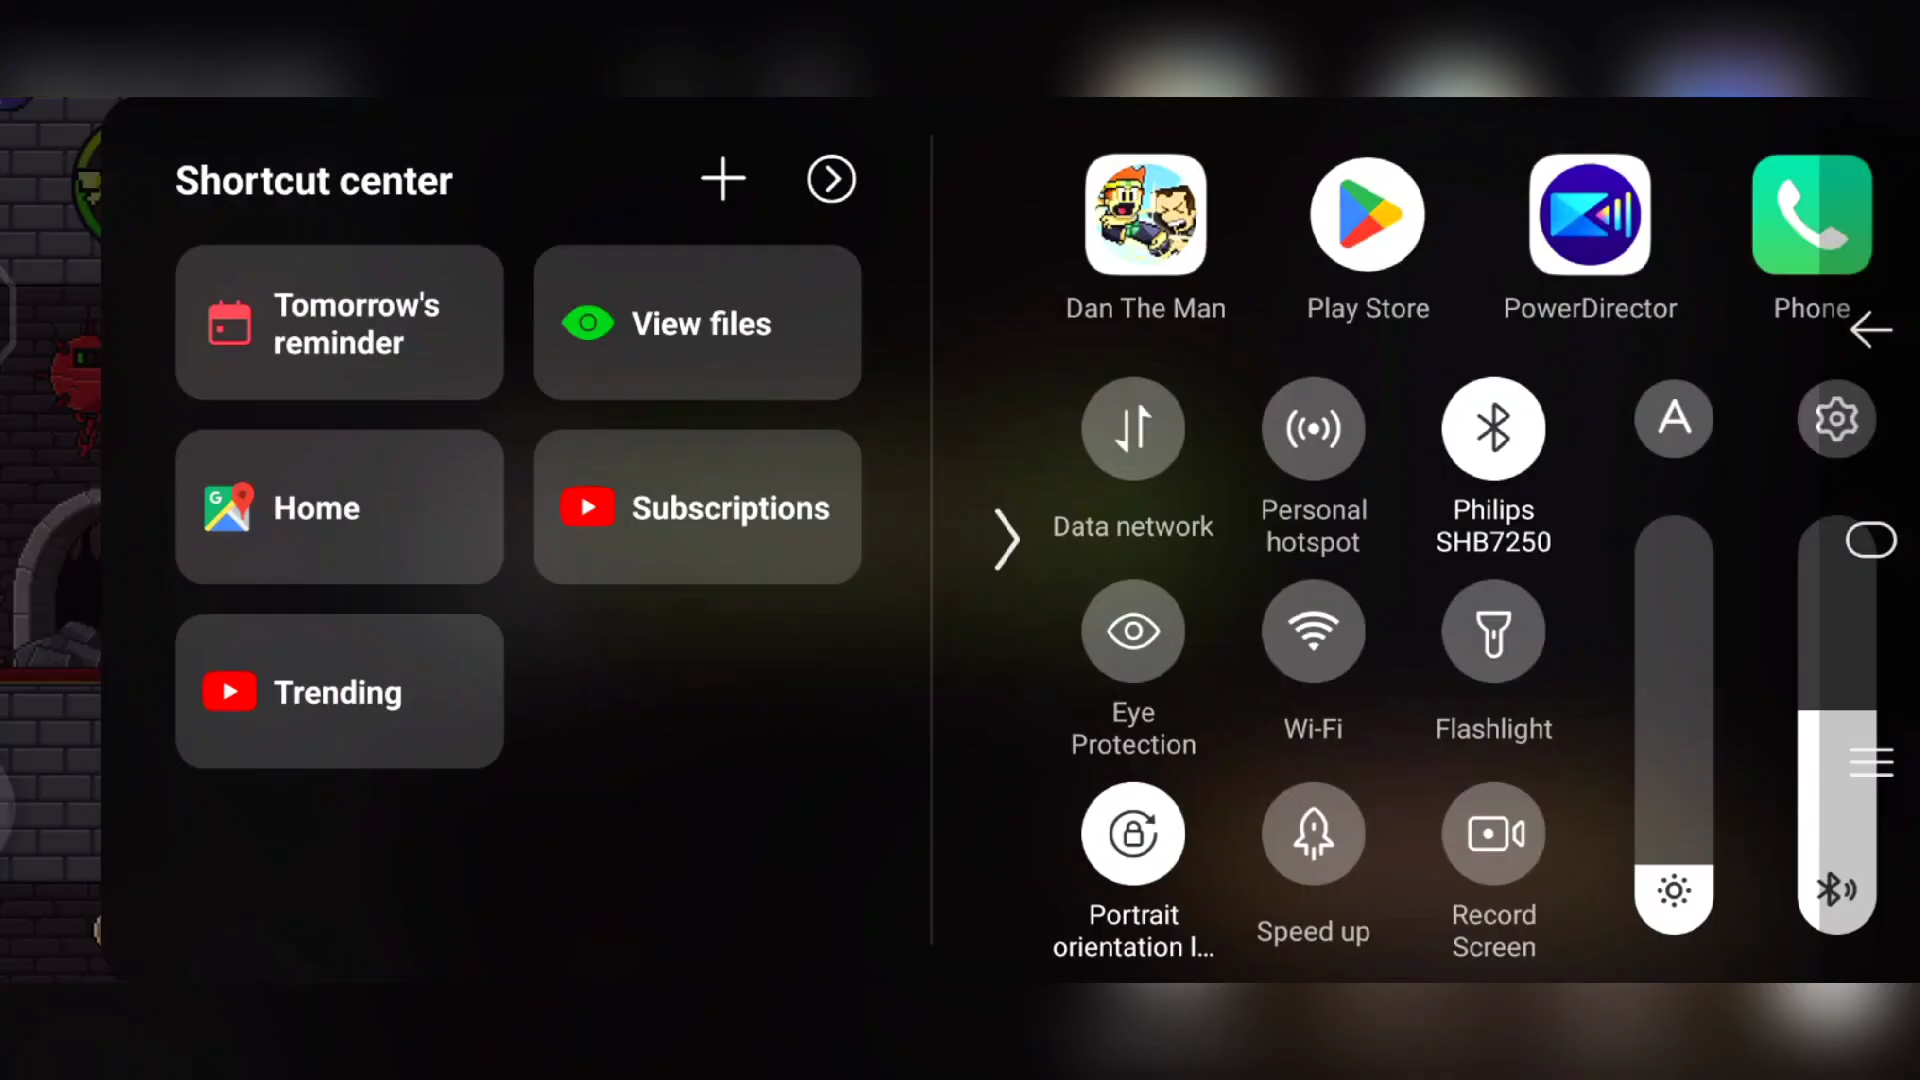 Shortcut center
Tomorrow's
reminder
View files
Home
Subscriptions
Trending
Dan The Man
Play Store
PowerDirector
Phone
Data network
Personal
hotspot
Philips
SHB7250
A
Eye
Protection
Wi-Fi
Flashlight
Portrait
orientation l...
Speed up
Record
Screen